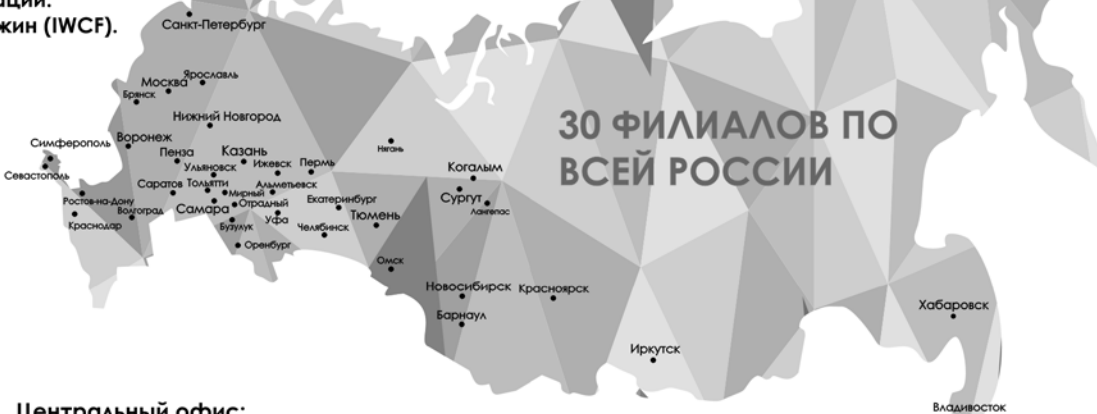 жин (IWCF).
Санкт-Петербург
Ярославль
Москва
Брянск
30 ФИЛИАЛОВ ПО
ВСЕЙ РОССИИ
Нижний Новгород
Симферополь
Воронеж
Нягань
Пенза
Казань
Ульяновск
Ижевск
Пермь
Когалым
Севастополь
Саратов
Тольятти
Альметьевск
Мирный
Ростов-на-Дону
Отрадный
Екатеринбург
Сургут
Лангепас
Волгоград
Самара
Уфа
Тюмень
Краснодар
Бузулук
Челябинск
Оренбург
Омск
Новосибирск
Красноярск
Хабаровск
Барнаул
Иркутск
Владивосток
Центральный офис: